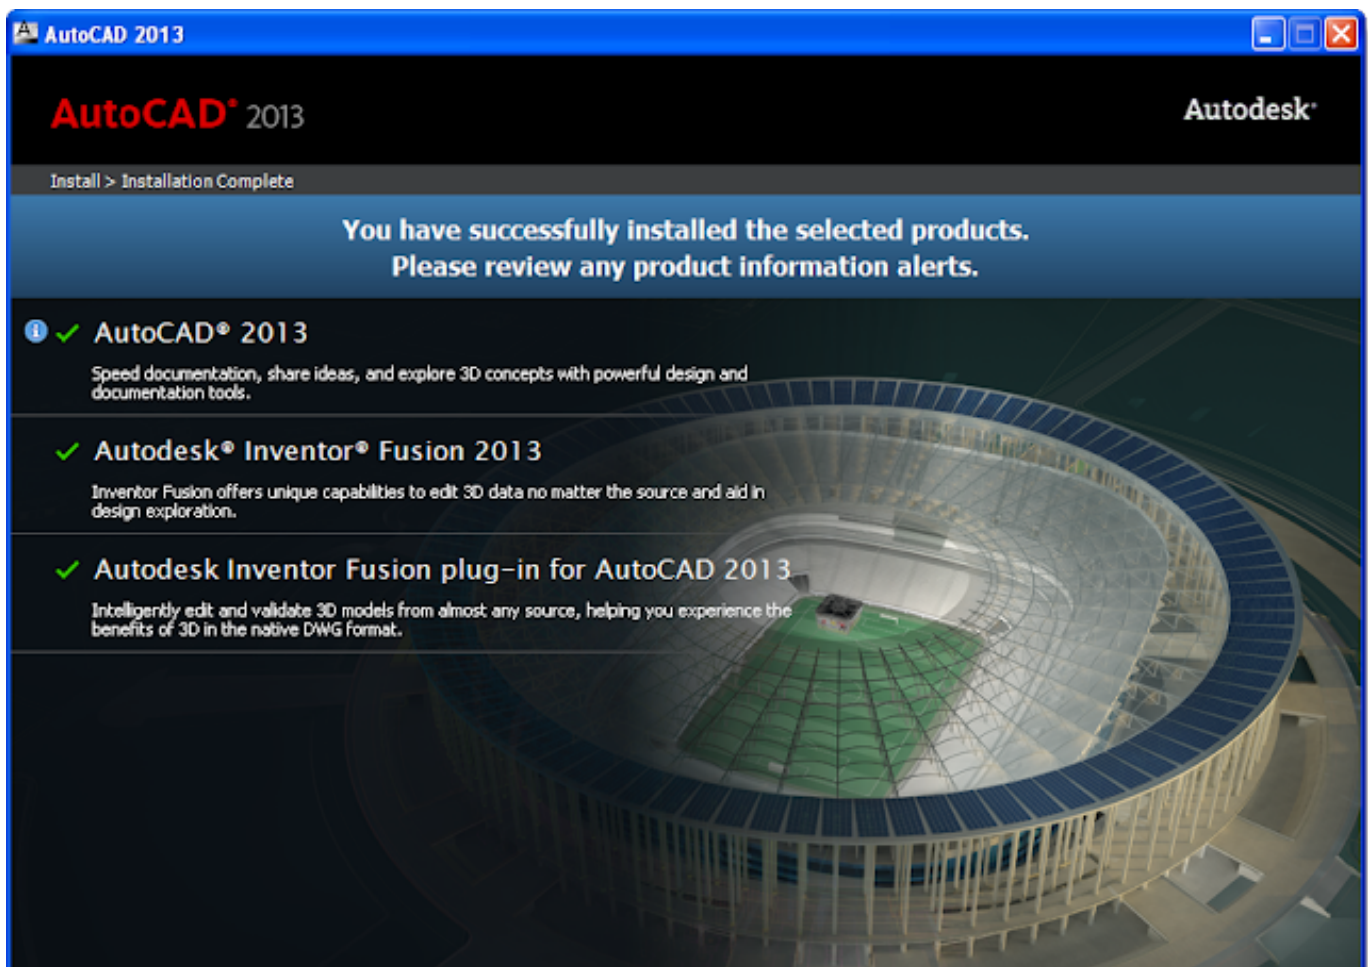 AutoCAD 2013
AutoCAD® 2013
Autodesk®
Install > Installation Complete
You have successfully installed the selected products.
Please review any product information alerts.
AutoCAD® 2013
Speed documentation, share ideas, and explore 3D concepts with powerful design and
documentation tools.
Autodesk® Inventor® Fusion 2013
Inventor Fusion offers unique capabilities to edit 3D data no matter the source and aid in
design exploration.
Autodesk Inventor Fusion plug-in for AutoCAD 2013
Intelligently edit and validate 3D models from almost any source, helping you experience the
benefits of 3D in the native DWG format.